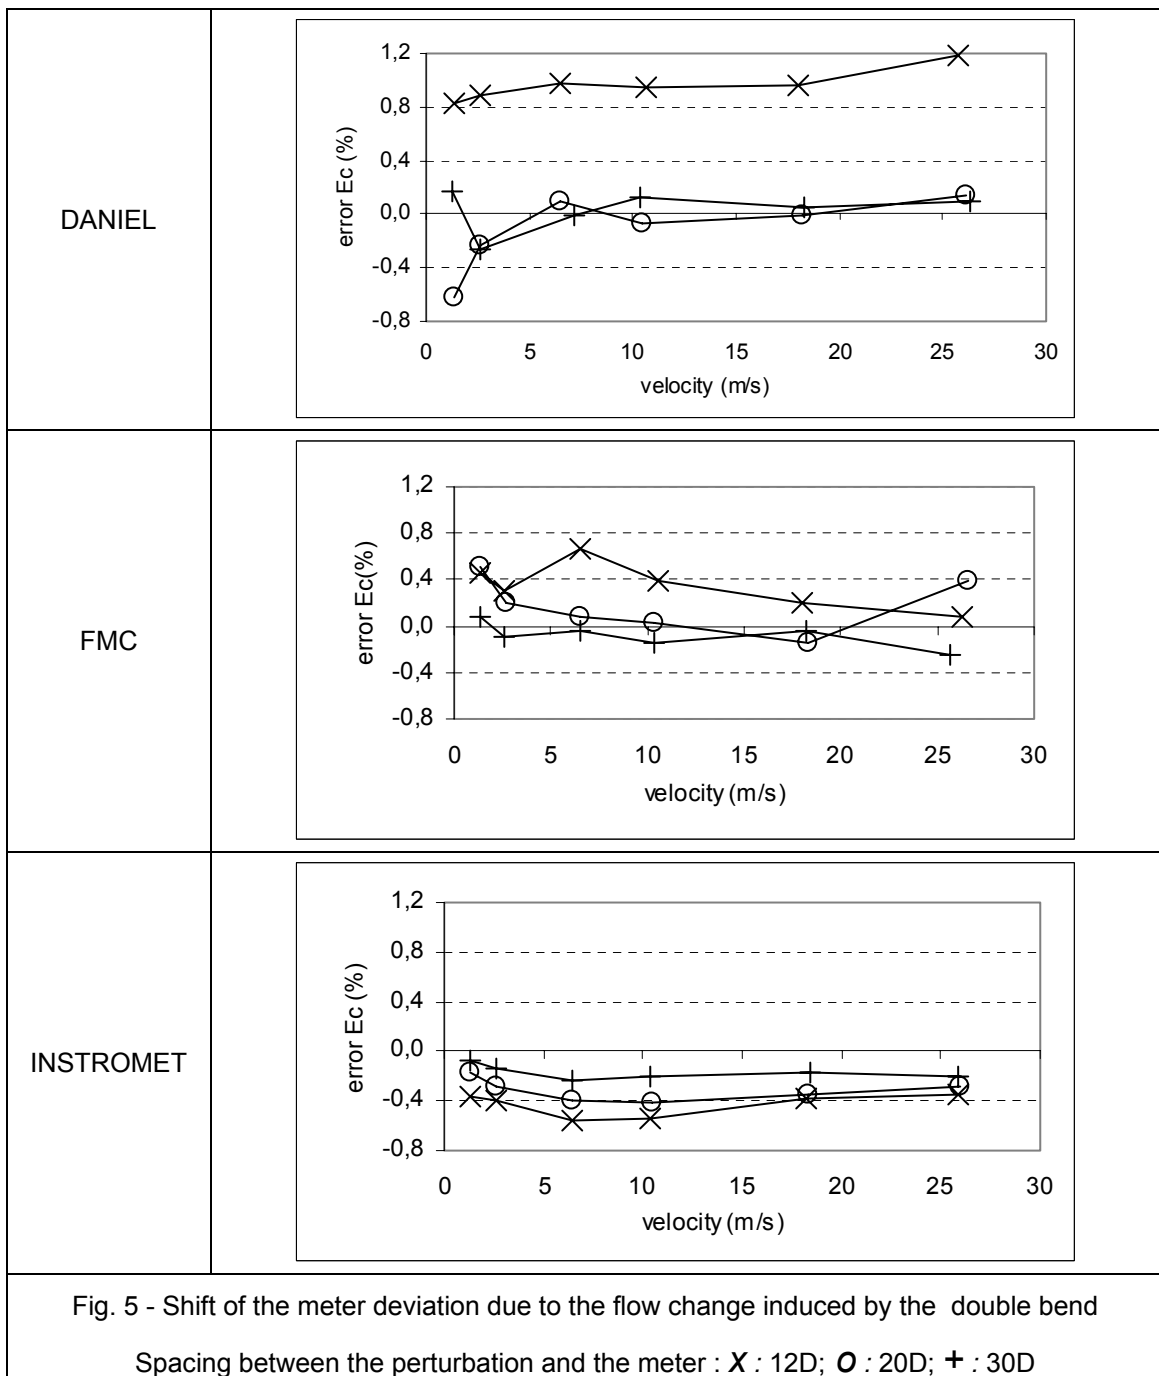 DANIEL
error Ec (%)
1,2
0,8
0,4
0,0
-0,4
-0,8
0 5 10 15 20 25 30
velocity (m/s)
FMC
error Ec(%)
1,2
0,8
0,4
0,0
-0,4
-0,8
0 5 10 15 20 25 30
velocity (m/s)
INSTROMET
error Ec (%)
1,2
0,8
0,4
0,0
-0,4
-0,8
0 5 10 15 20 25 30
velocity (m/s)
Fig. 5 - Shift of the meter deviation due to the flow change induced by the double bend
Spacing between the perturbation and the meter : X : 12D; O : 20D; + : 30D